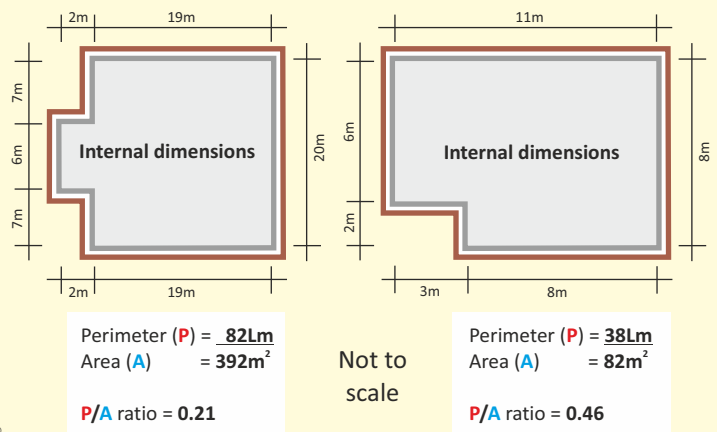 2m 19m
7m
6m
7m
Internal dimensions
20m
2m 19m
Perimeter (P) = 82Lm
Area (A) = 392m²
P/A ratio = 0.21
Not to
scale
11m
6m
2m
Internal dimensions
8m
3m 8m
Perimeter (P) = 38Lm
Area (A) = 82m²
P/A ratio = 0.46